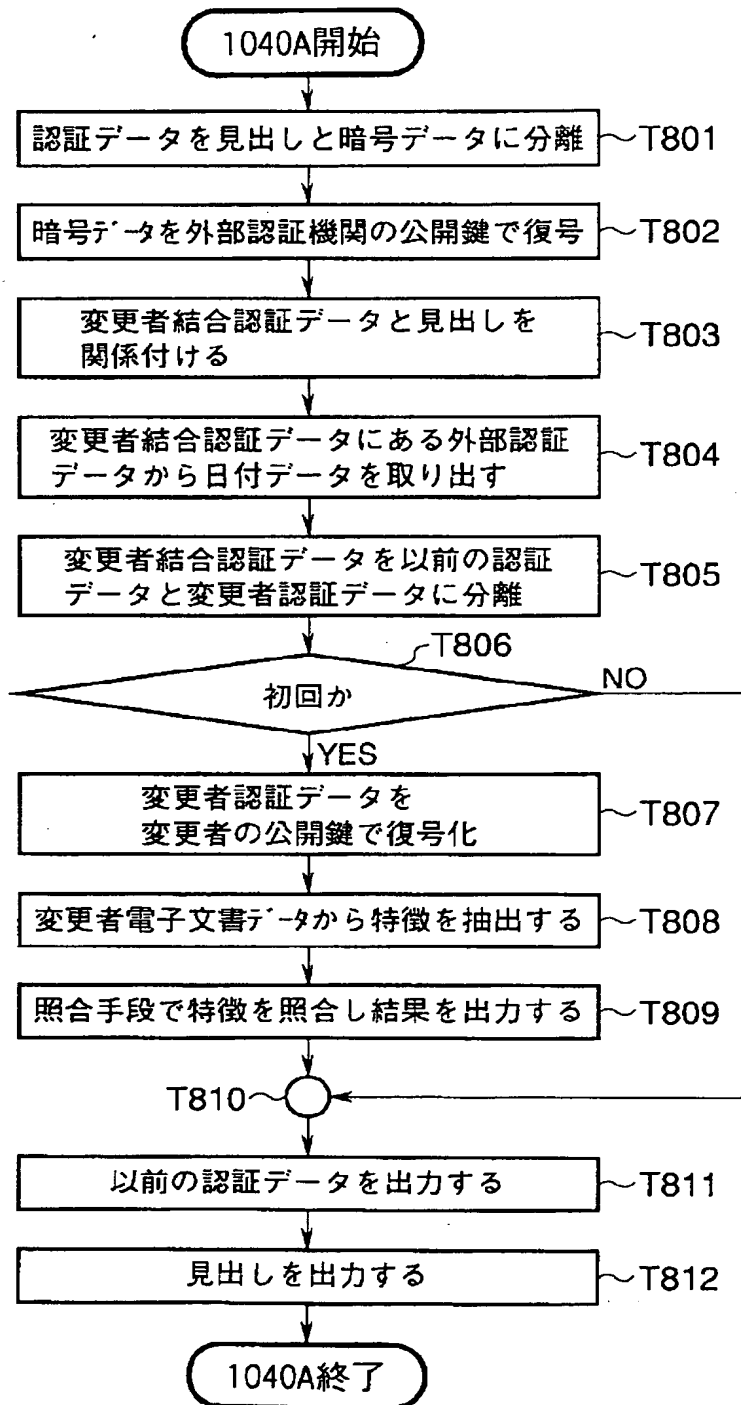 1040A開始
認証データを見出しと暗号データに分離
T801
暗号データを外部認証機関の公開鍵で復号
T802
変更者結合認証データと見出しを
関係付ける
T803
変更者結合認証データにある外部認証
データから日付データを取り出す
T804
変更者結合認証データを以前の認証
データと変更者認証データに分離
T805
T806
初回か
NO
YES
変更者認証データを
変更者の公開鍵で復号化
T807
変更者電子文書データから特徴を抽出する
T808
照合手段で特徴を照合し結果を出力する
T809
T810
以前の認証データを出力する
T811
見出しを出力する
T812
1040A終了